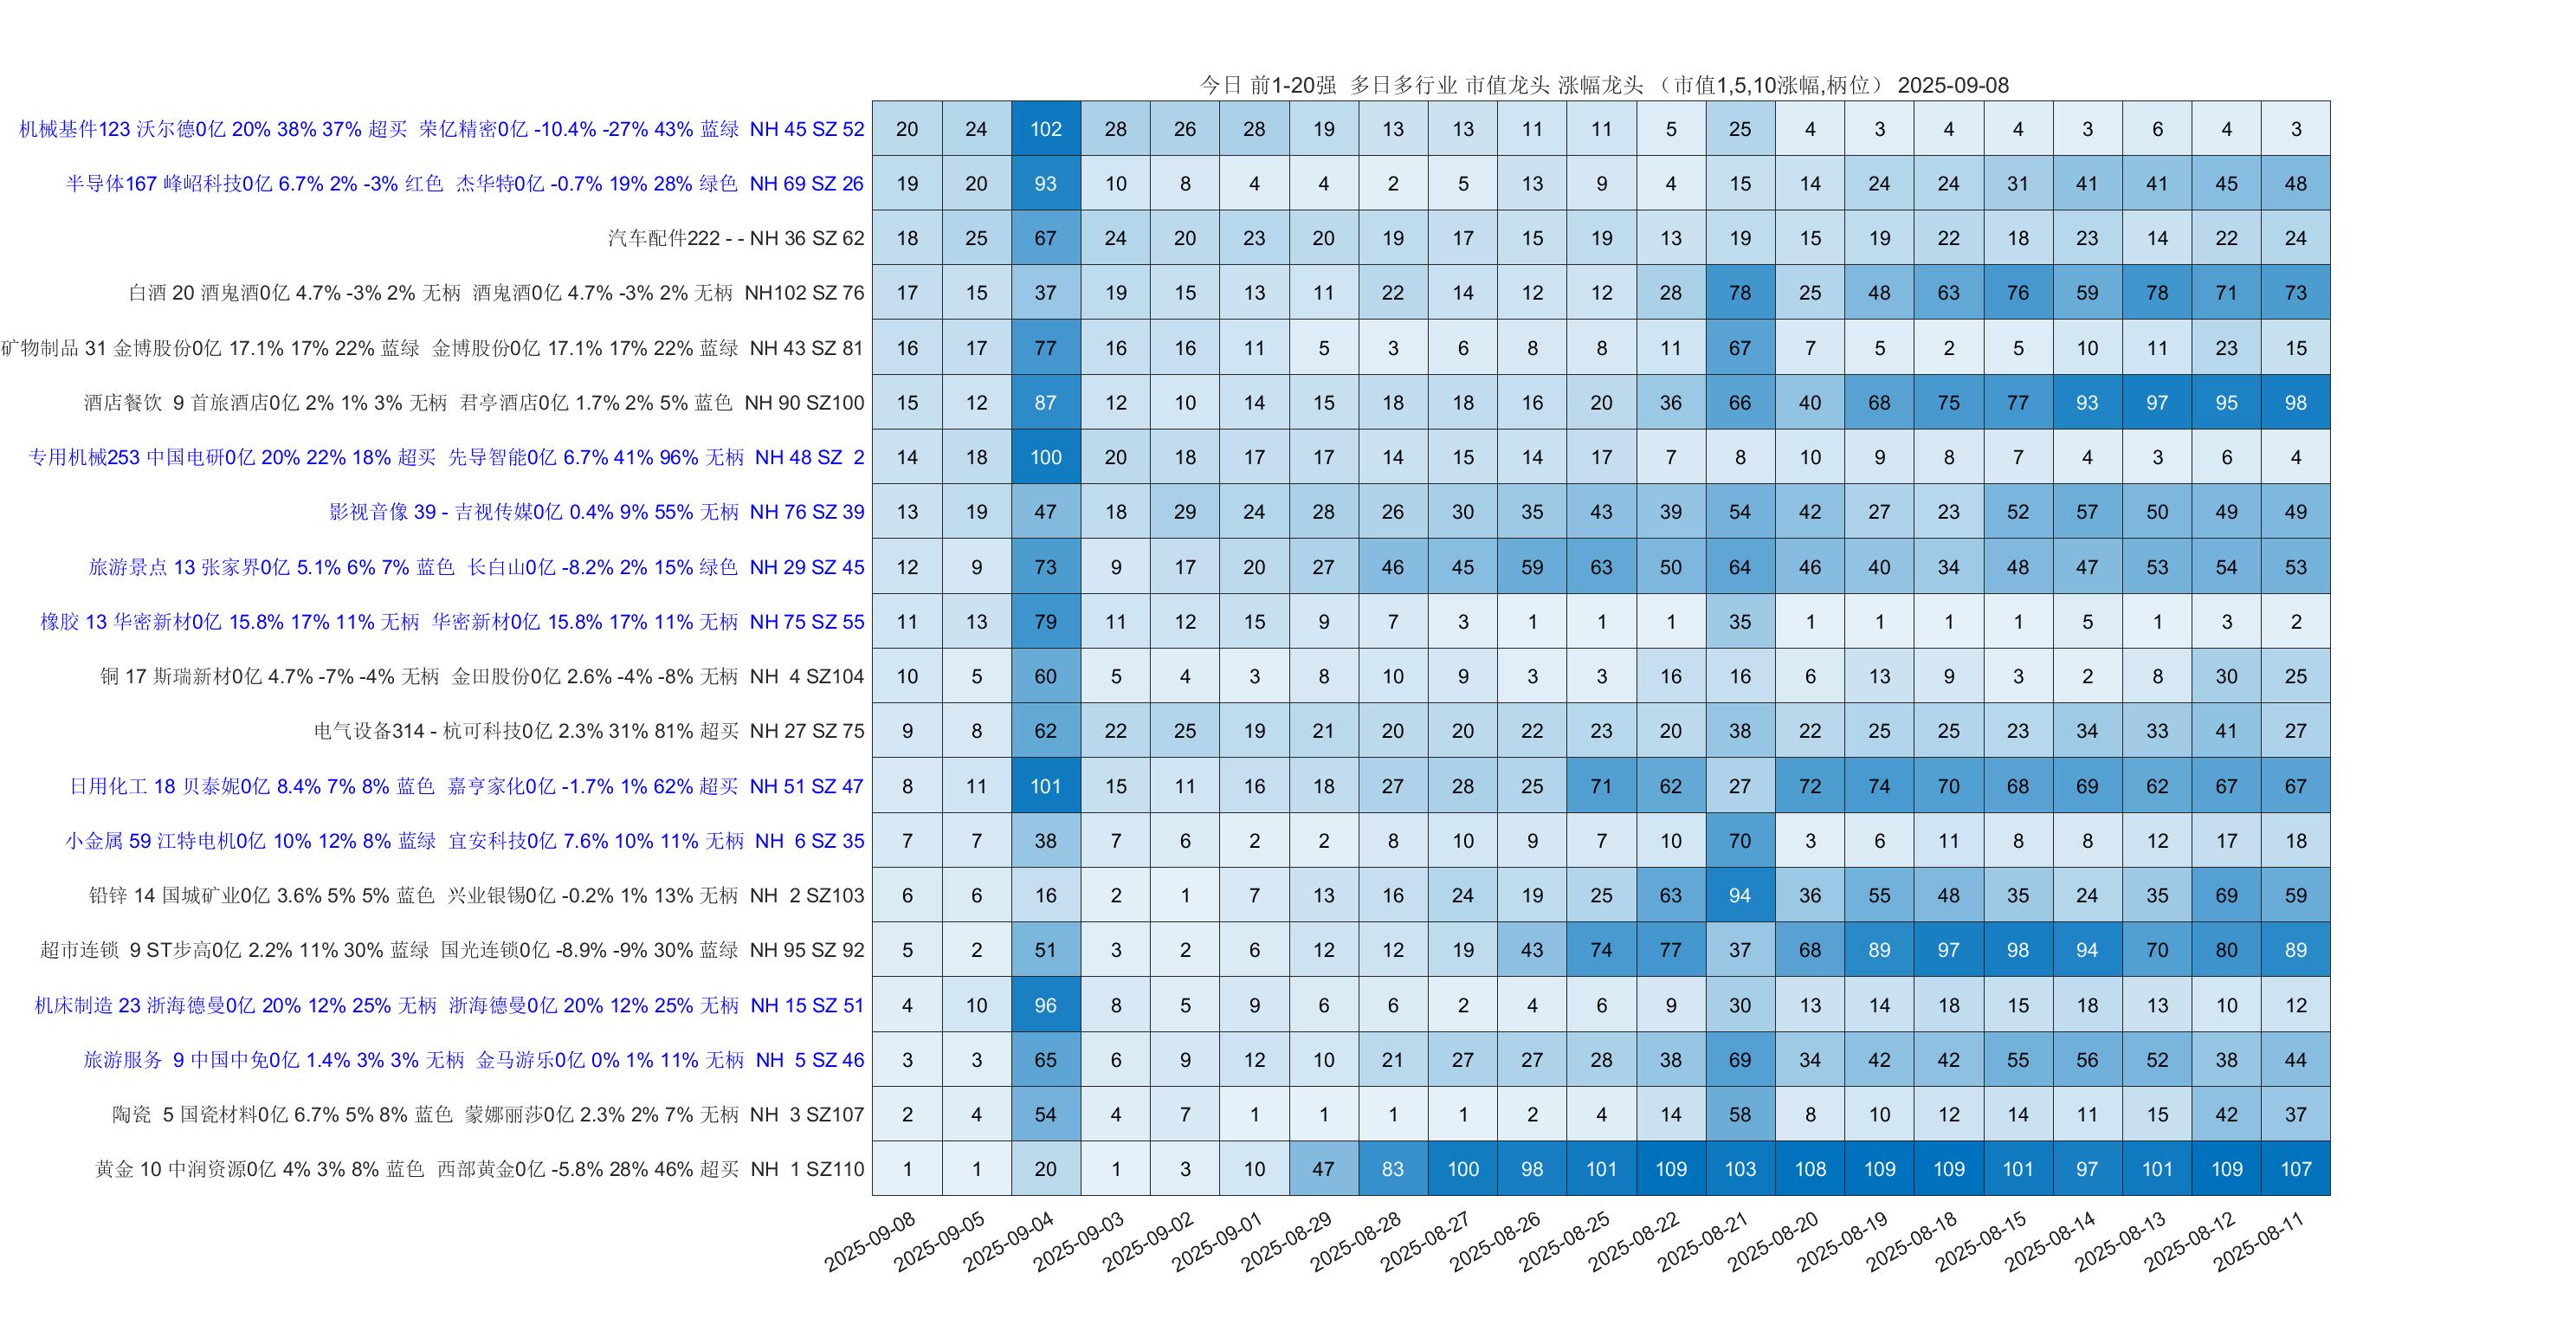 今日 前1-20强 多日多行业 市值龙头 涨幅龙头 （市值1,5,10涨幅,柄位） 2025-09-08
机械基件123 沃尔德0亿 20% 38% 37% 超买 荣亿精密0亿 -10.4% -27% 43% 蓝绿 NH 45 SZ 52 20 24 102 28 26 28 19 13 13 11 11 5 25 4 3 4 4 3 6 4 3
半导体167 峰岹科技0亿 6.7% 2% -3% 红色 杰华特0亿 -0.7% 19% 28% 绿色 NH 69 SZ 26 19 20 93 10 8 4 4 2 5 13 9 4 15 14 24 24 31 41 41 45 48
汽车配件222 - - NH 36 SZ 62 18 25 67 24 20 23 20 19 17 15 19 13 19 15 19 22 18 23 14 22 24
白酒 20 酒鬼酒0亿 4.7% -3% 2% 无柄 酒鬼酒0亿 4.7% -3% 2% 无柄 NH102 SZ 76 17 15 37 19 15 13 11 22 14 12 12 28 78 25 48 63 76 59 78 71 73
矿物制品 31 金博股份0亿 17.1% 17% 22% 蓝绿 金博股份0亿 17.1% 17% 22% 蓝绿 NH 43 SZ 81 16 17 77 16 16 11 5 3 6 8 8 11 67 7 5 2 5 10 11 23 15
酒店餐饮 9 首旅酒店0亿 2% 1% 3% 无柄 君亭酒店0亿 1.7% 2% 5% 蓝色 NH 90 SZ100 15 12 87 12 10 14 15 18 18 16 20 36 66 40 68 75 77 93 97 95 98
专用机械253 中国电研0亿 20% 22% 18% 超买 先导智能0亿 6.7% 41% 96% 无柄 NH 48 SZ 2 14 18 100 20 18 17 17 14 15 14 17 7 8 10 9 8 7 4 3 6 4
影视音像 39 - 吉视传媒0亿 0.4% 9% 55% 无柄 NH 76 SZ 39 13 19 47 18 29 24 28 26 30 35 43 39 54 42 27 23 52 57 50 49 49
旅游景点 13 张家界0亿 5.1% 6% 7% 蓝色 长白山0亿 -8.2% 2% 15% 绿色 NH 29 SZ 45 12 9 73 9 17 20 27 46 45 59 63 50 64 46 40 34 48 47 53 54 53
橡胶 13 华密新材0亿 15.8% 17% 11% 无柄 华密新材0亿 15.8% 17% 11% 无柄 NH 75 SZ 55 11 13 79 11 12 15 9 7 3 1 1 1 35 1 1 1 1 5 1 3 2
铜 17 斯瑞新材0亿 4.7% -7% -4% 无柄 金田股份0亿 2.6% -4% -8% 无柄 NH 4 SZ104 10 5 60 5 4 3 8 10 9 3 3 16 16 6 13 9 3 2 8 30 25
电气设备314 - 杭可科技0亿 2.3% 31% 81% 超买 NH 27 SZ 75 9 8 62 22 25 19 21 20 20 22 23 20 38 22 25 25 23 34 33 41 27
日用化工 18 贝泰妮0亿 8.4% 7% 8% 蓝色 嘉亨家化0亿 -1.7% 1% 62% 超买 NH 51 SZ 47 8 11 101 15 11 16 18 27 28 25 71 62 27 72 74 70 68 69 62 67 67
小金属 59 江特电机0亿 10% 12% 8% 蓝绿 宜安科技0亿 7.6% 10% 11% 无柄 NH 6 SZ 35 7 7 38 7 6 2 2 8 10 9 7 10 70 3 6 11 8 8 12 17 18
铅锌 14 国城矿业0亿 3.6% 5% 5% 蓝色 兴业银锡0亿 -0.2% 1% 13% 无柄 NH 2 SZ103 6 6 16 2 1 7 13 16 24 19 25 63 94 36 55 48 35 24 35 69 59
超市连锁 9 ST步高0亿 2.2% 11% 30% 蓝绿 国光连锁0亿 -8.9% -9% 30% 蓝绿 NH 95 SZ 92 5 2 51 3 2 6 12 12 19 43 74 77 37 68 89 97 98 94 70 80 89
机床制造 23 浙海德曼0亿 20% 12% 25% 无柄 浙海德曼0亿 20% 12% 25% 无柄 NH 15 SZ 51 4 10 96 8 5 9 6 6 2 4 6 9 30 13 14 18 15 18 13 10 12
旅游服务 9 中国中免0亿 1.4% 3% 3% 无柄 金马游乐0亿 0% 1% 11% 无柄 NH 5 SZ 46 3 3 65 6 9 12 10 21 27 27 28 38 69 34 42 42 55 56 52 38 44
陶瓷 5 国瓷材料0亿 6.7% 5% 8% 蓝色 蒙娜丽莎0亿 2.3% 2% 7% 无柄 NH 3 SZ107 2 4 54 4 7 1 1 1 1 2 4 14 58 8 10 12 14 11 15 42 37
黄金 10 中润资源0亿 4% 3% 8% 蓝色 西部黄金0亿 -5.8% 28% 46% 超买 NH 1 SZ110 1 1 20 1 3 10 47 83 100 98 101 109 103 108 109 109 101 97 101 109 107
2025-09-08 2025-09-05 2025-09-04 2025-09-03 2025-09-02 2025-09-01 2025-08-29 2025-08-28 2025-08-27 2025-08-26 2025-08-25 2025-08-22 2025-08-21 2025-08-20 2025-08-19 2025-08-18 2025-08-15 2025-08-14 2025-08-13 2025-08-12 2025-08-11